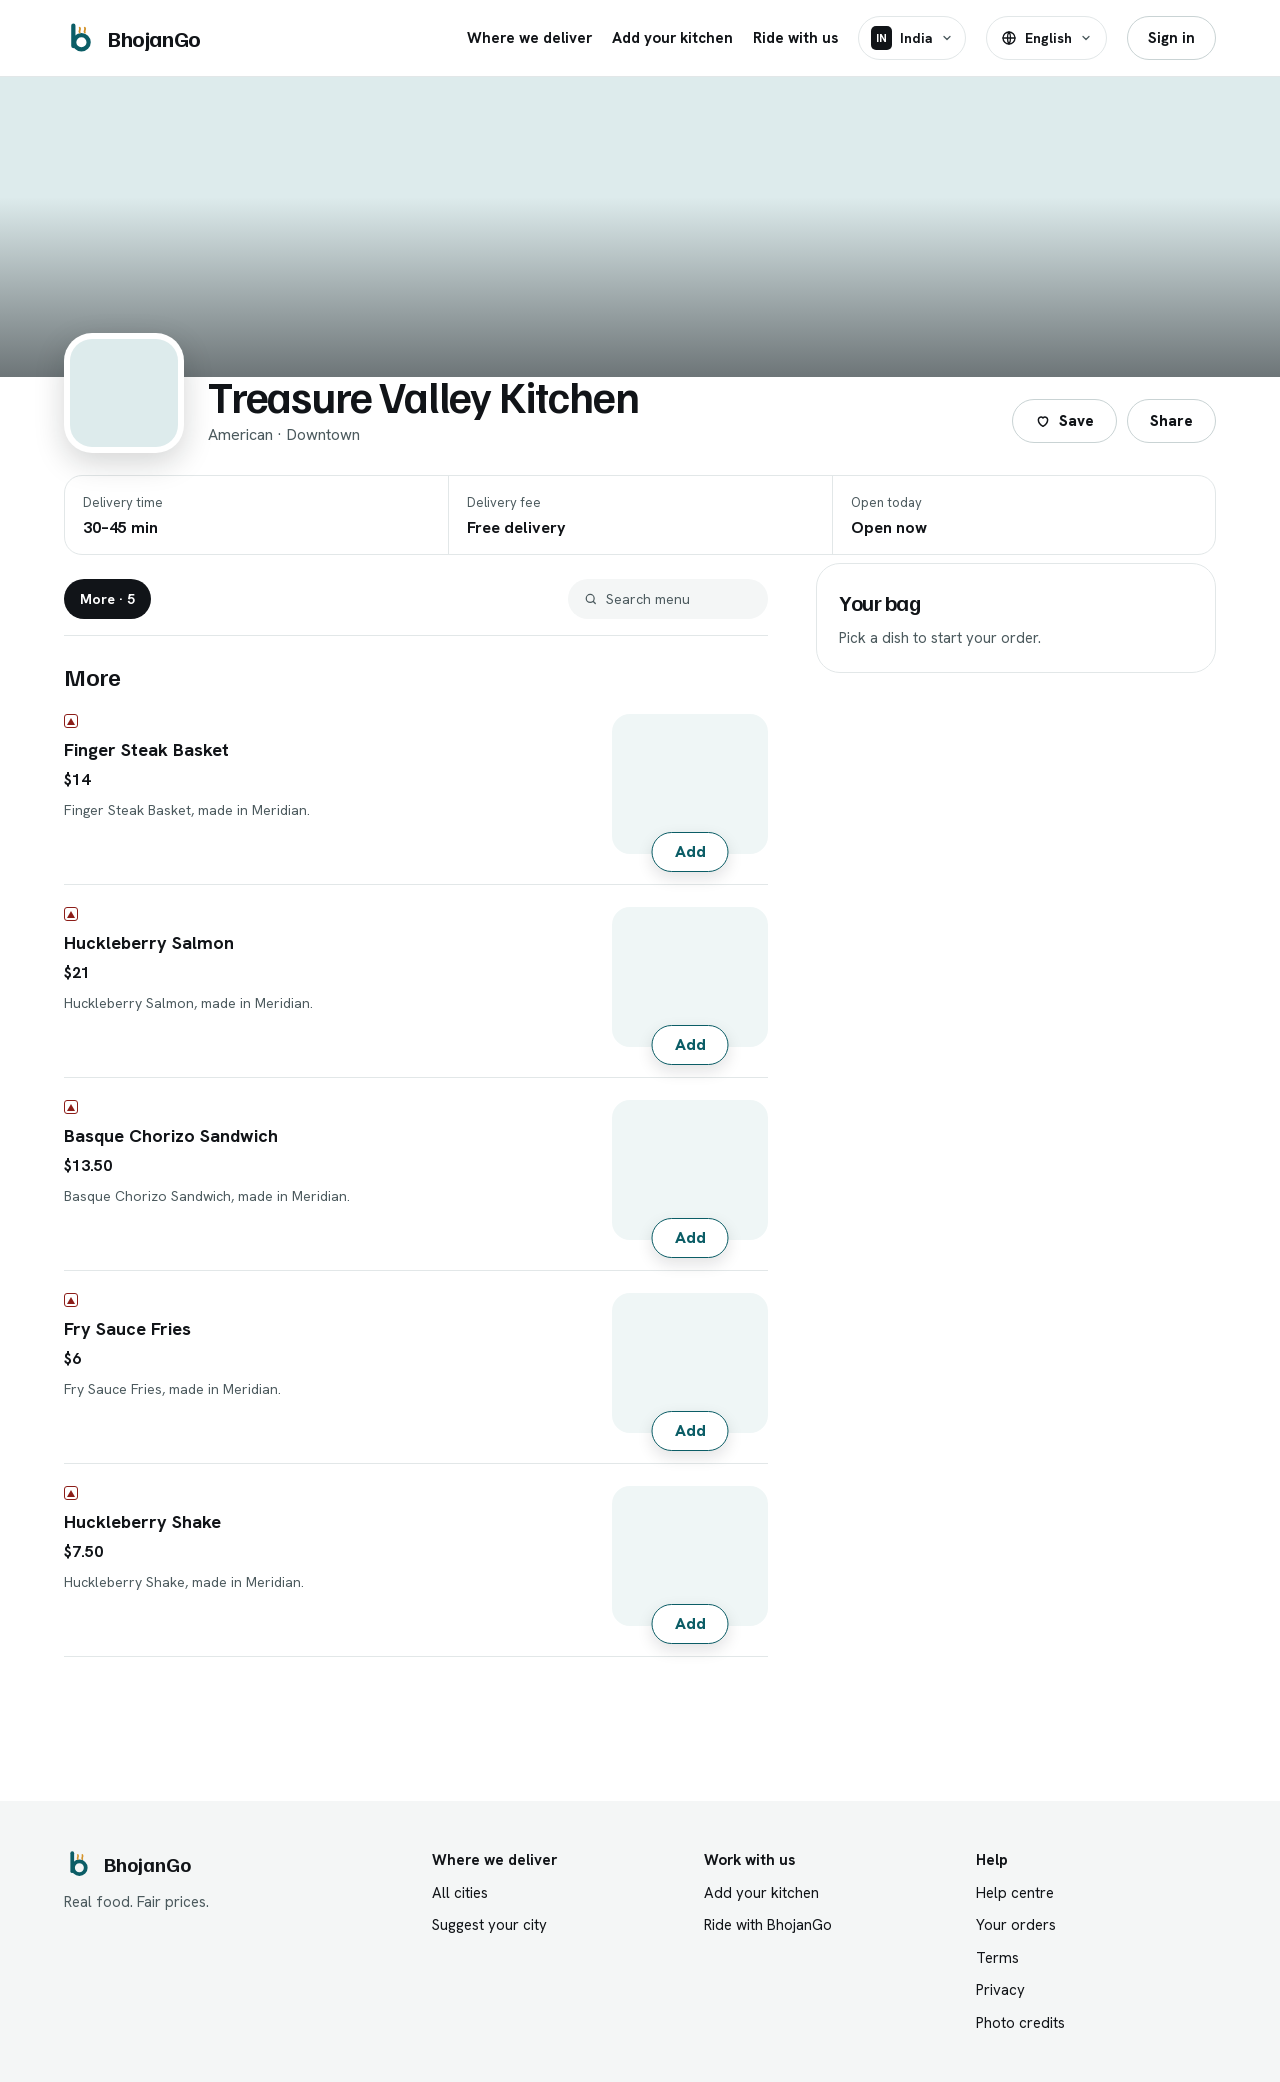 BhojanGo
Where we deliver Add your kitchen Ride with us IN India English Sign in
Treasure Valley Kitchen
American · Downtown
Save Share
Delivery time Delivery fee Open today
30–45 min Free delivery Open now
More · 5 Search menu
Your bag
Pick a dish to start your order.
More
Finger Steak Basket
$14
Finger Steak Basket, made in Meridian.
Add
Huckleberry Salmon
$21
Huckleberry Salmon, made in Meridian.
Add
Basque Chorizo Sandwich
$13.50
Basque Chorizo Sandwich, made in Meridian.
Add
Fry Sauce Fries
$6
Fry Sauce Fries, made in Meridian.
Add
Huckleberry Shake
$7.50
Huckleberry Shake, made in Meridian.
Add
BhojanGo
Real food. Fair prices.
Where we deliver
All cities
Suggest your city
Work with us
Add your kitchen
Ride with BhojanGo
Help
Help centre
Your orders
Terms
Privacy
Photo credits